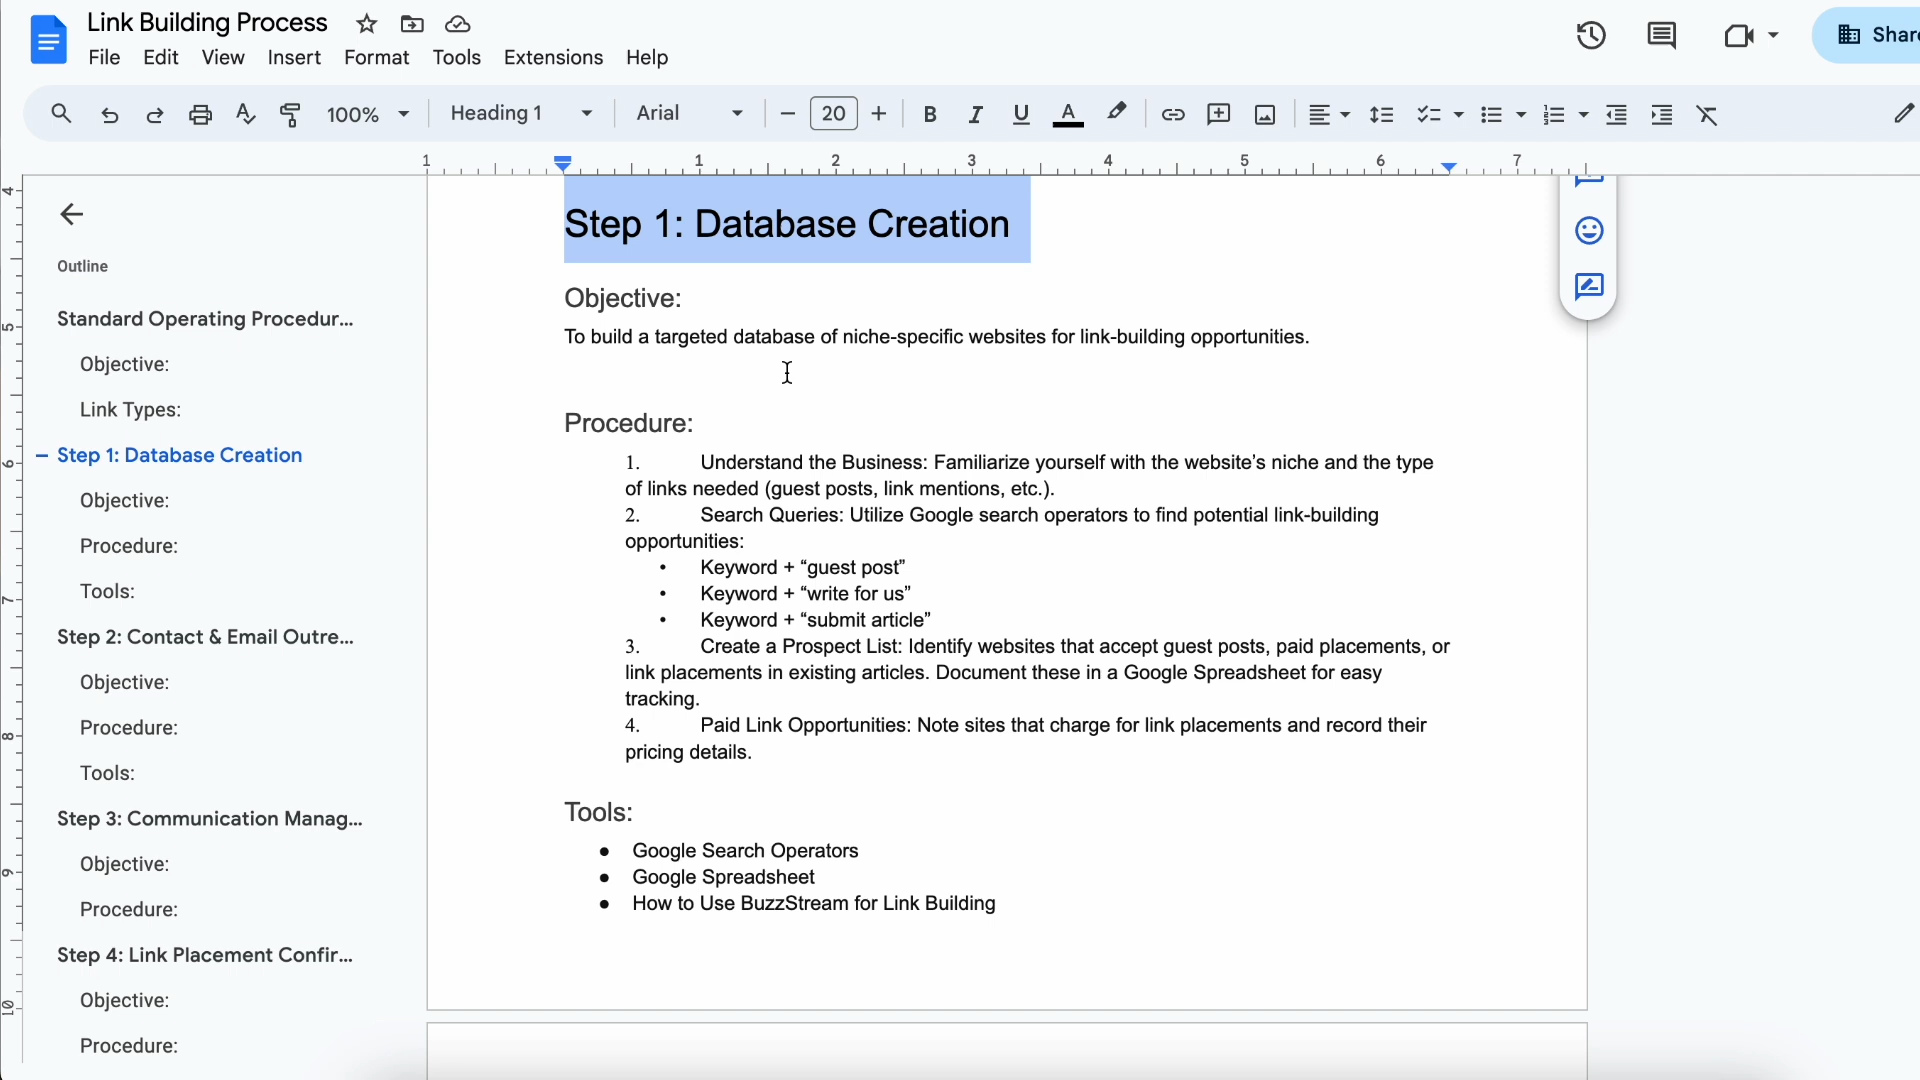 Link Building Process
File Edit View Insert Format Tools Extensions Help
100% Heading 1 Arial 20
1 1 2 3 4 5 6 7
4
5
6
7
8
9
10
Outline
Standard Operating Procedur...
Objective:
Link Types:
Step 1: Database Creation
Objective:
Procedure:
Tools:
Step 2: Contact & Email Outre...
Objective:
Procedure:
Tools:
Step 3: Communication Manag...
Objective:
Procedure:
Step 4: Link Placement Confir...
Objective:
Procedure:
Step 1: Database Creation
Objective:
To build a targeted database of niche-specific websites for link-building opportunities.
Procedure:
1. Understand the Business: Familiarize yourself with the website’s niche and the type
of links needed (guest posts, link mentions, etc.).
2. Search Queries: Utilize Google search operators to find potential link-building
opportunities:
• Keyword + “guest post”
• Keyword + “write for us”
• Keyword + “submit article”
3. Create a Prospect List: Identify websites that accept guest posts, paid placements, or
link placements in existing articles. Document these in a Google Spreadsheet for easy
tracking.
4. Paid Link Opportunities: Note sites that charge for link placements and record their
pricing details.
Tools:
● Google Search Operators
● Google Spreadsheet
● How to Use BuzzStream for Link Building